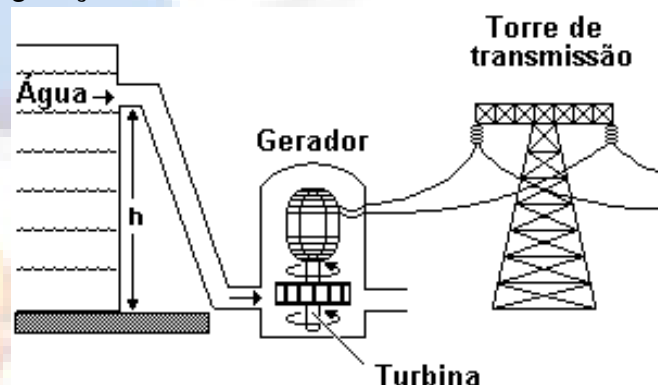 Torre de
transmissão
Água
Gerador
h
Turbina